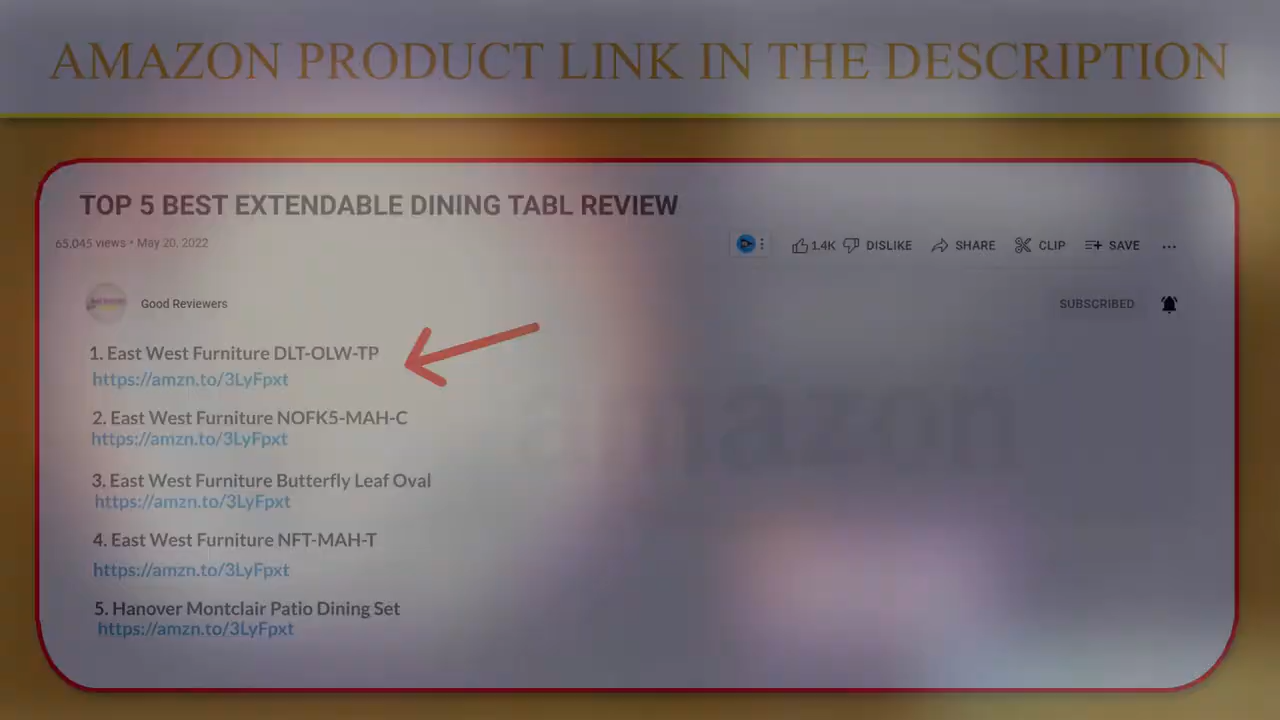 AMAZON PRODUCT LINK IN THE DESCRIPTION
TOP 5 BEST EXTENDABLE DINING TABL REVIEW
65,045 views • May 20, 2022
1.4K DISLIKE SHARE CLIP SAVE ...
Good Reviewers
SUBSCRIBED
1. East West Furniture DLT-OLW-TP
https://amzn.to/3LyFpxt
2. East West Furniture NOFK5-MAH-C
https://amzn.to/3LyFpxt
3. East West Furniture Butterfly Leaf Oval
https://amzn.to/3LyFpxt
4. East West Furniture NFT-MAH-T
https://amzn.to/3LyFpxt
5. Hanover Montclair Patio Dining Set
https://amzn.to/3LyFpxt
amazon